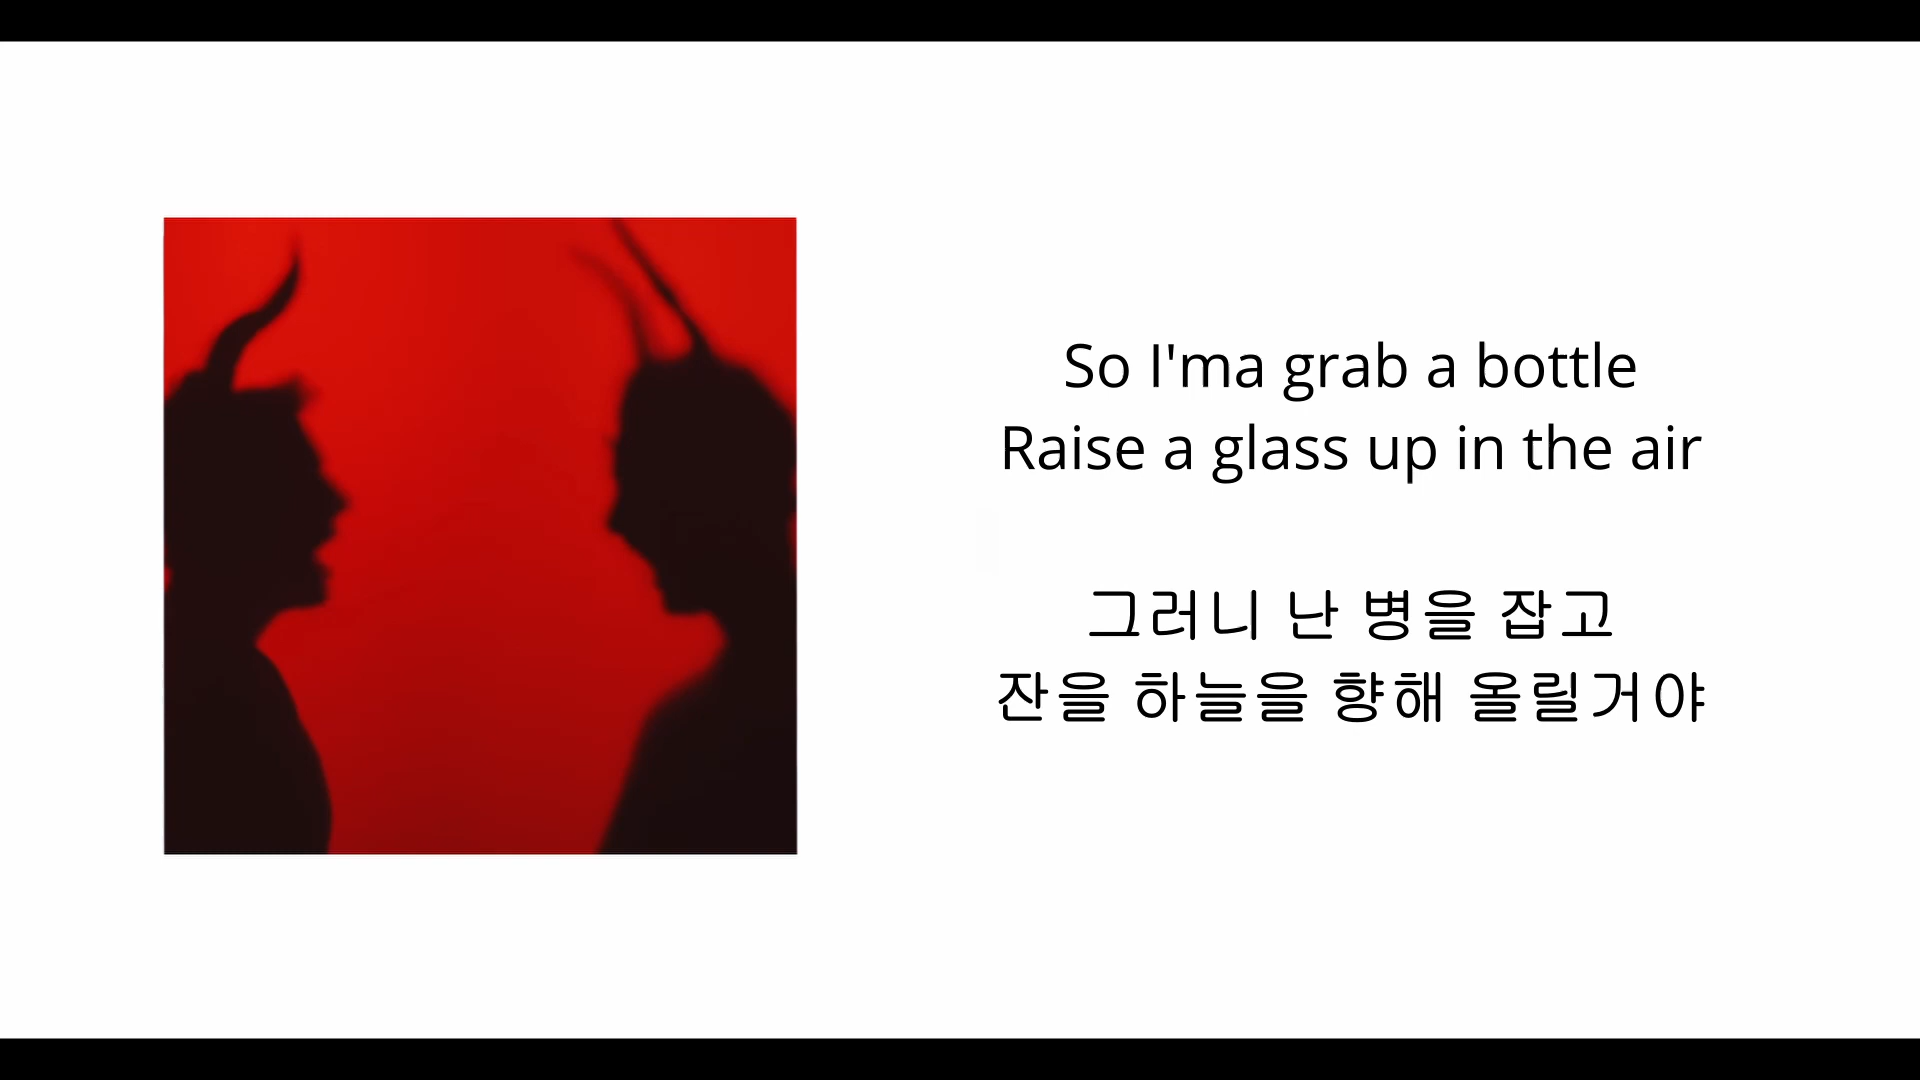 So I'ma grab a bottle
Raise a glass up in the air
그러니 난 병을 잡고
잔을 하늘을 향해 올릴거야